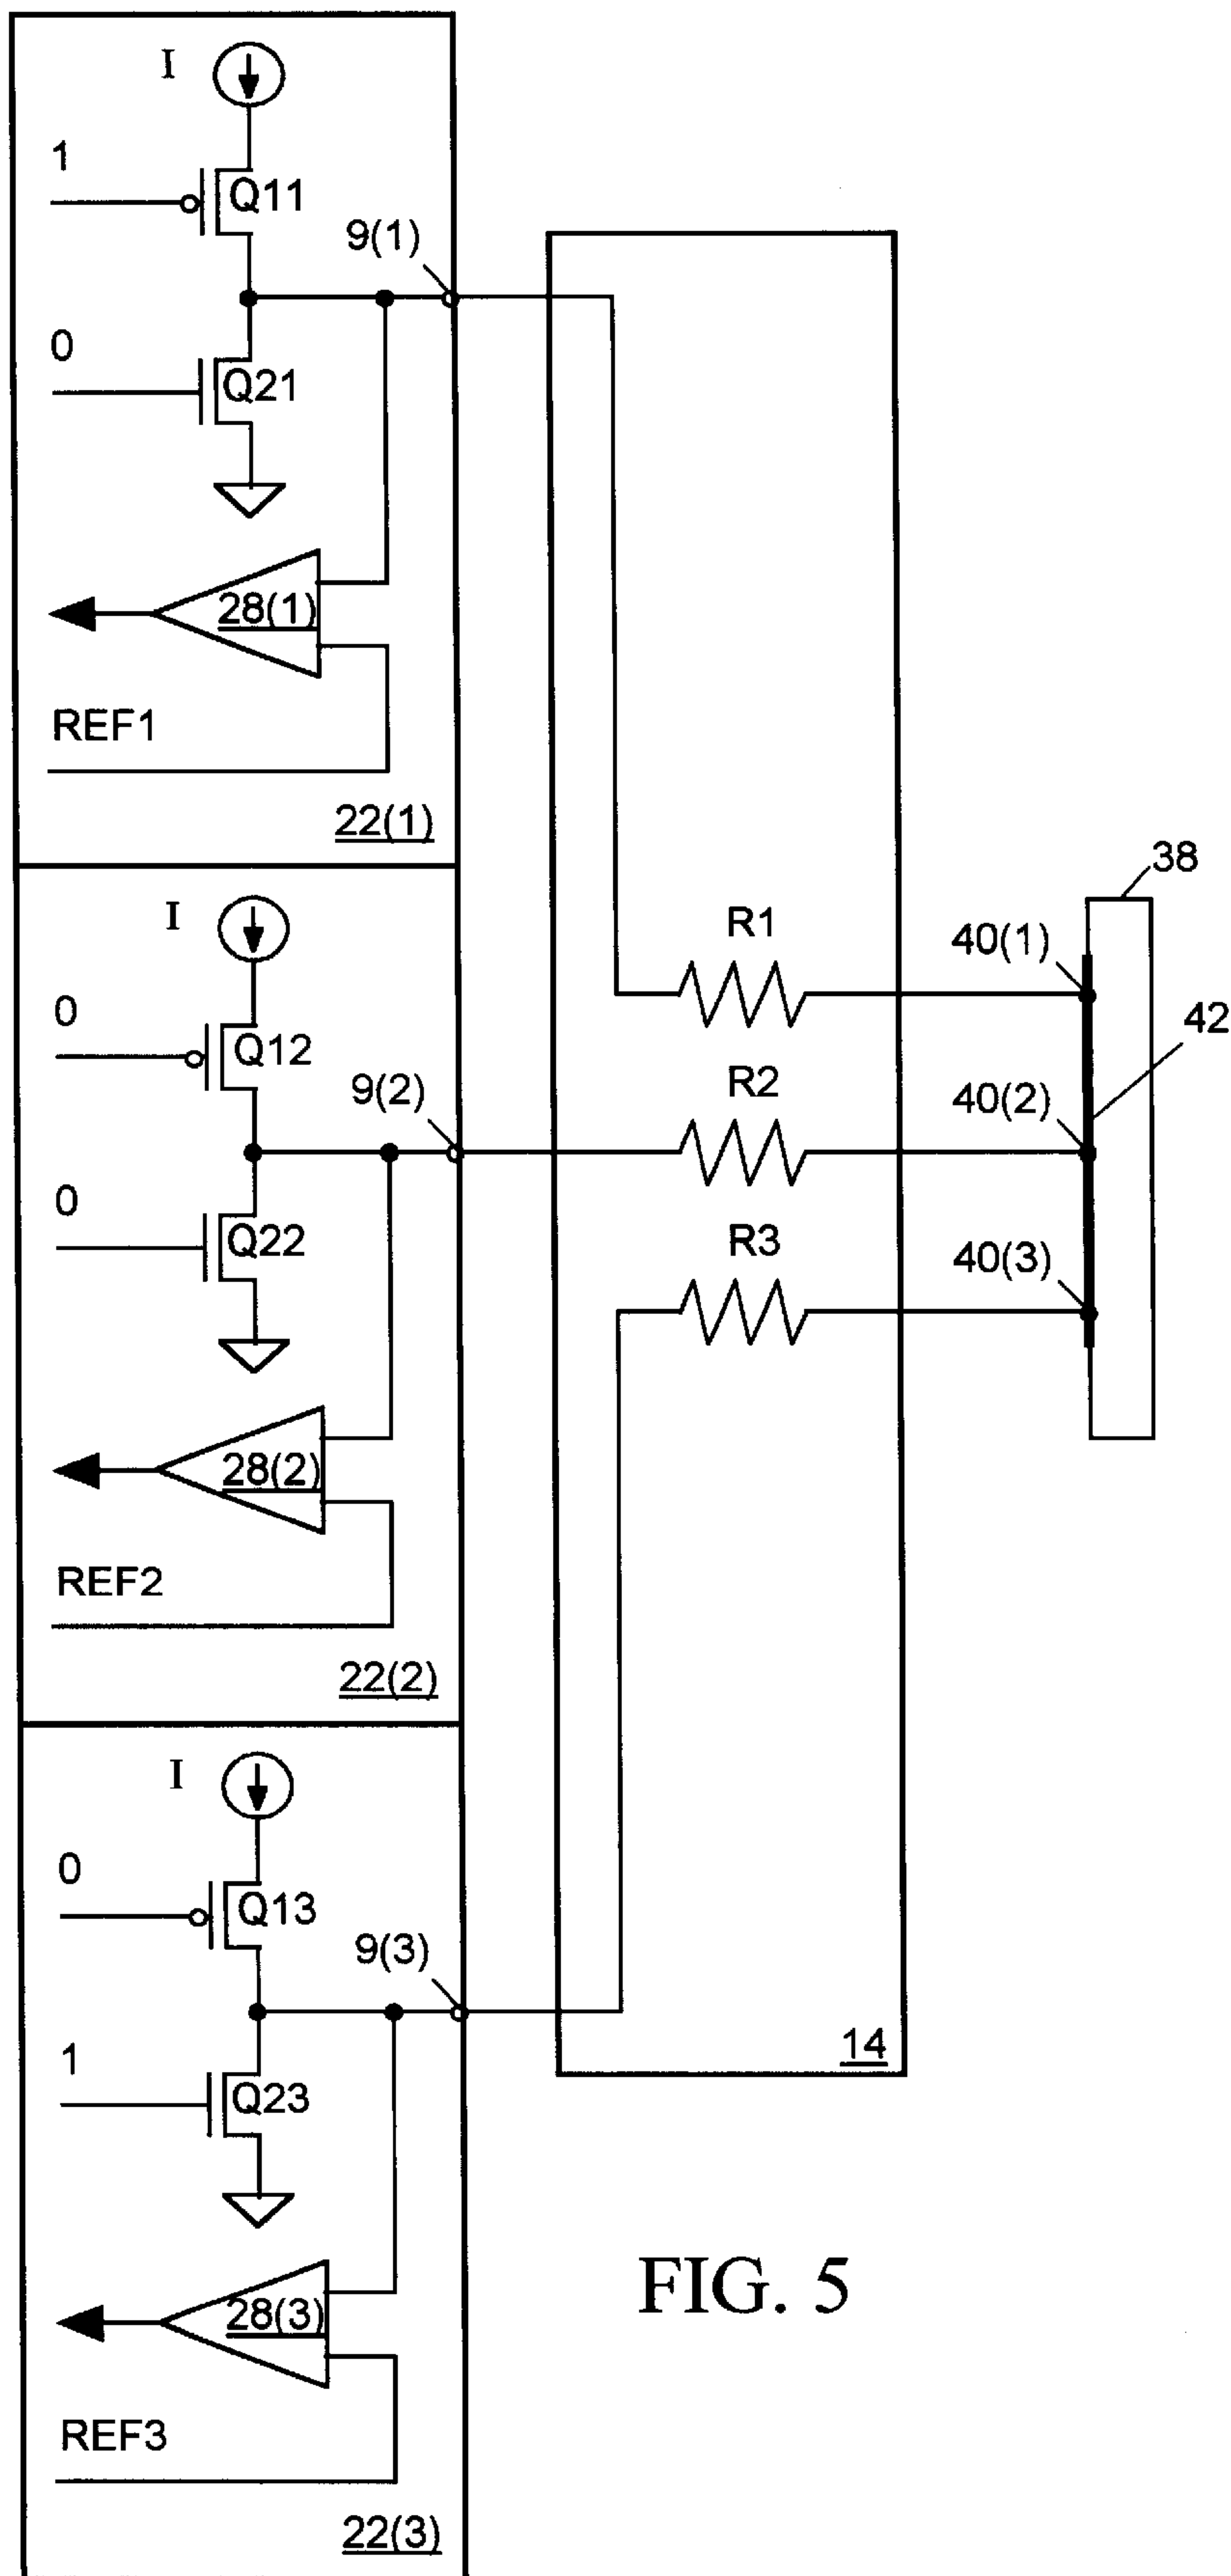 I
1
Q11
9(1)
0
Q21
28(1)
REF1
22(1)
38
I
R1
40(1)
42
0
Q12
9(2)
R2
40(2)
0
Q22
R3
40(3)
28(2)
REF2
22(2)
I
0
Q13
9(3)
14
1
Q23
28(3)
FIG. 5
REF3
22(3)